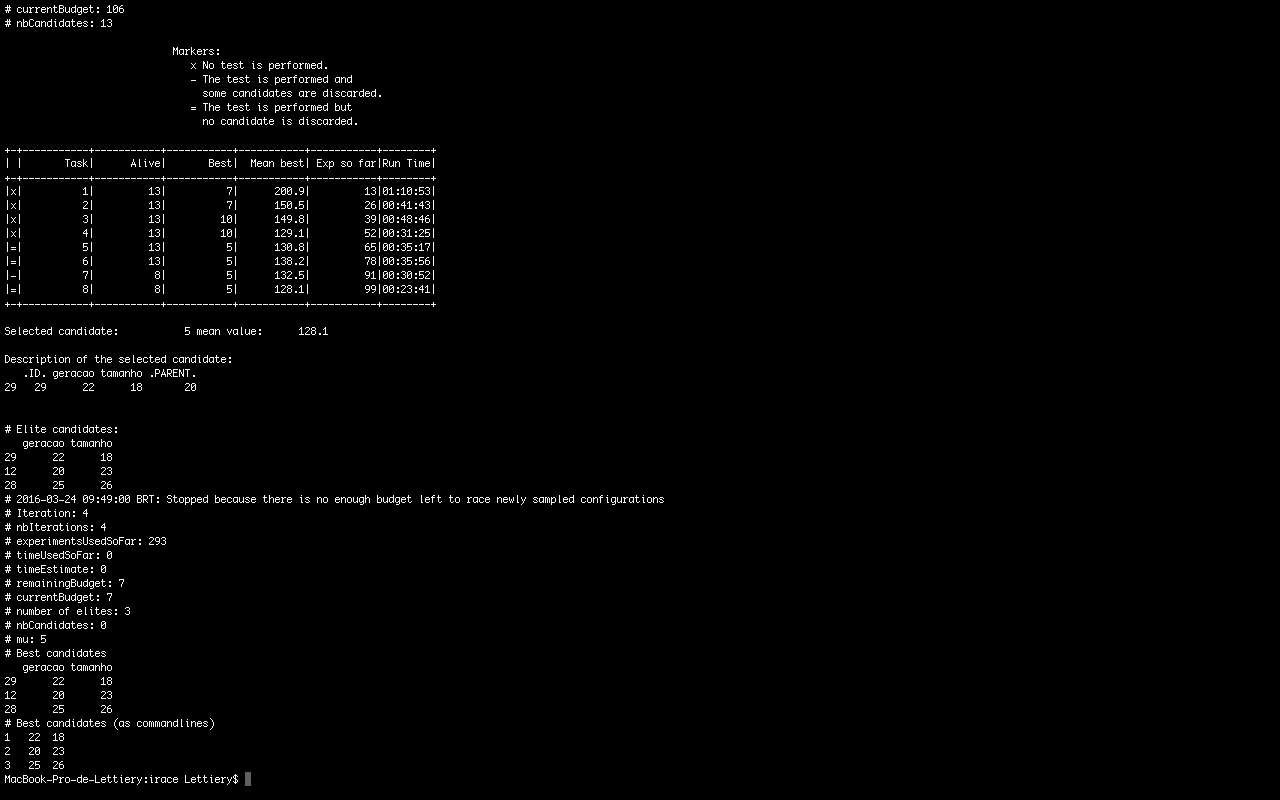 # currentBudget: 106
# nbCandidates: 13
Markers:
x No test is performed.
- The test is performed and
some candidates are discarded.
= The test is performed but
no candidate is discarded.
+-+-----------+-----------+-----------+-----------+-----------+--------+
| |       Task|      Alive|       Best|  Mean best| Exp so far|Run Time|
+-+-----------+-----------+-----------+-----------+-----------+--------+
|x|          1|         13|          7|      200.9|         13|01:10:53|
|x|          2|         13|          7|      150.5|         26|00:41:43|
|x|          3|         13|         10|      149.8|         39|00:48:46|
|x|          4|         13|         10|      129.1|         52|00:31:25|
|=|          5|         13|          5|      130.8|         65|00:35:17|
|=|          6|         13|          5|      138.2|         78|00:35:56|
|-|          7|          8|          5|      132.5|         91|00:30:52|
|=|          8|          8|          5|      128.1|         99|00:23:41|
+-+-----------+-----------+-----------+-----------+-----------+--------+
Selected candidate:           5 mean value:      128.1
Description of the selected candidate:
.ID. geracao tamanho .PARENT.
29   29      22      18       20
# Elite candidates:
geracao tamanho
29      22      18
12      20      23
28      25      26
# 2016-03-24 09:49:00 BRT: Stopped because there is no enough budget left to race newly sampled configurations
# Iteration: 4
# nbIterations: 4
# experimentsUsedSoFar: 293
# timeUsedSoFar: 0
# timeEstimate: 0
# remainingBudget: 7
# currentBudget: 7
# number of elites: 3
# nbCandidates: 0
# mu: 5
# Best candidates
geracao tamanho
29      22      18
12      20      23
28      25      26
# Best candidates (as commandlines)
1   22  18
2   20  23
3   25  26
MacBook-Pro-de-Lettiery:irace Lettiery$